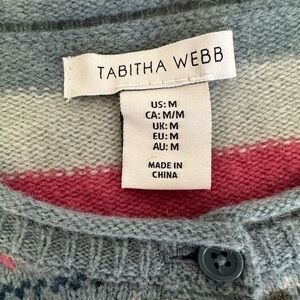 TABITHA WEBB
US: M
CA: M/M
UK: M
EU: M
AU: M
MADE IN
CHINA